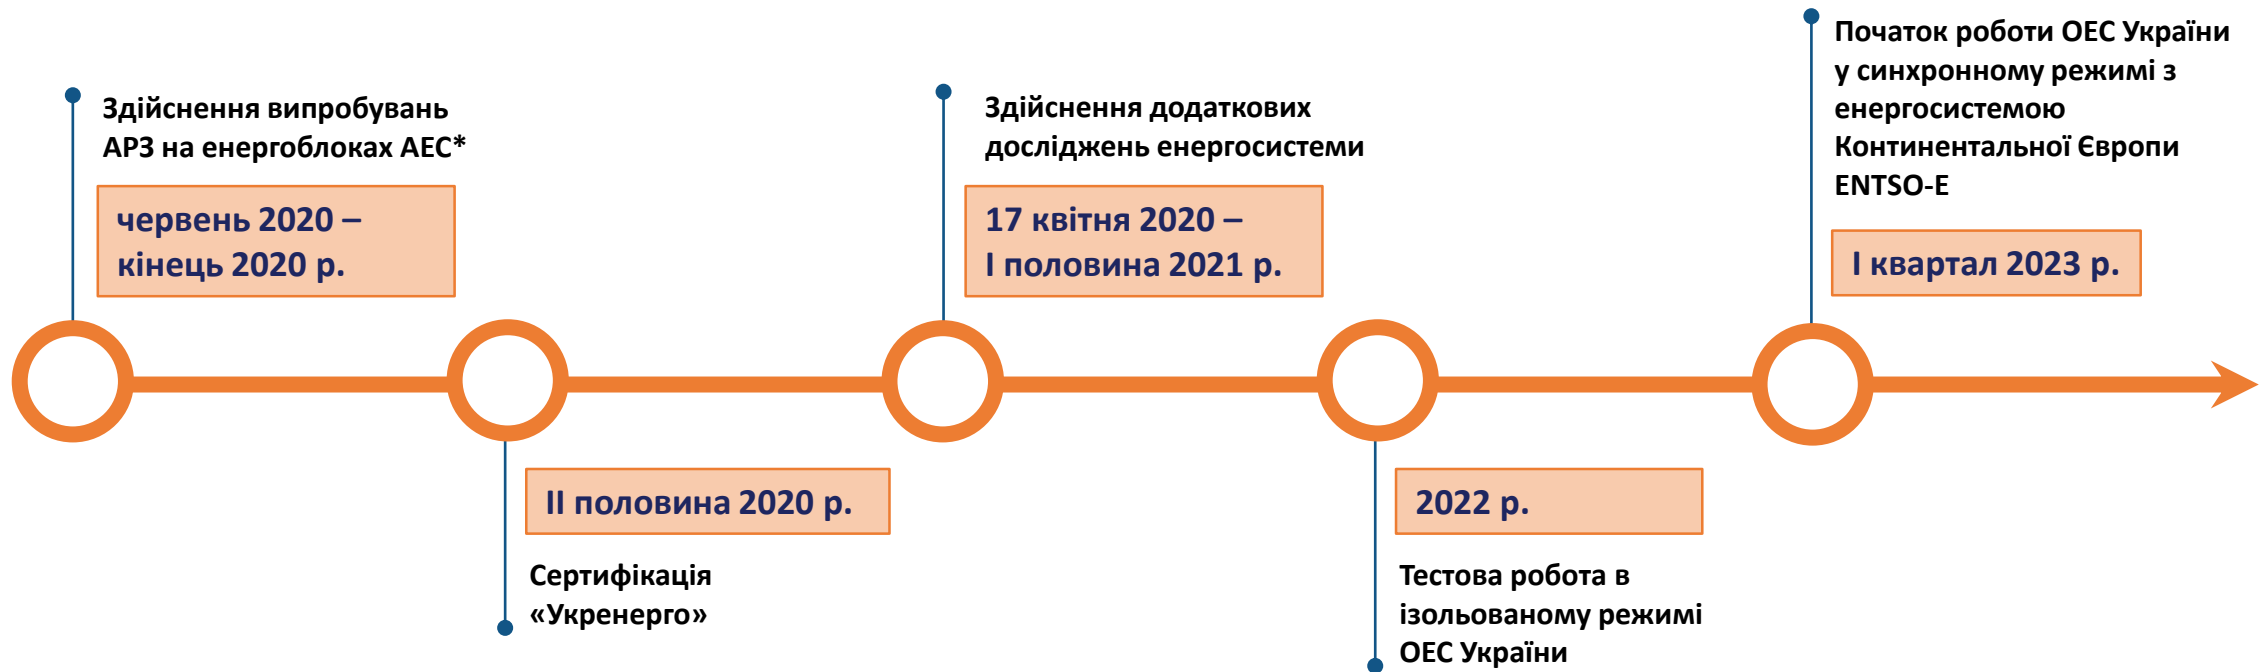 Здійснення випробувань
АРЗ на енергоблоках АЕС*
червень 2020 –
кінець 2020 р.
ІІ половина 2020 р.
Сертифікація
«Укренерго»
Здійснення додаткових
досліджень енергосистеми
17 квітня 2020 –
І половина 2021 р.
2022 р.
Тестова робота в
ізольованому режимі
ОЕС України
Початок роботи ОЕС України
у синхронному режимі з
енергосистемою
Континентальної Європи
ENTSO-E
І квартал 2023 р.